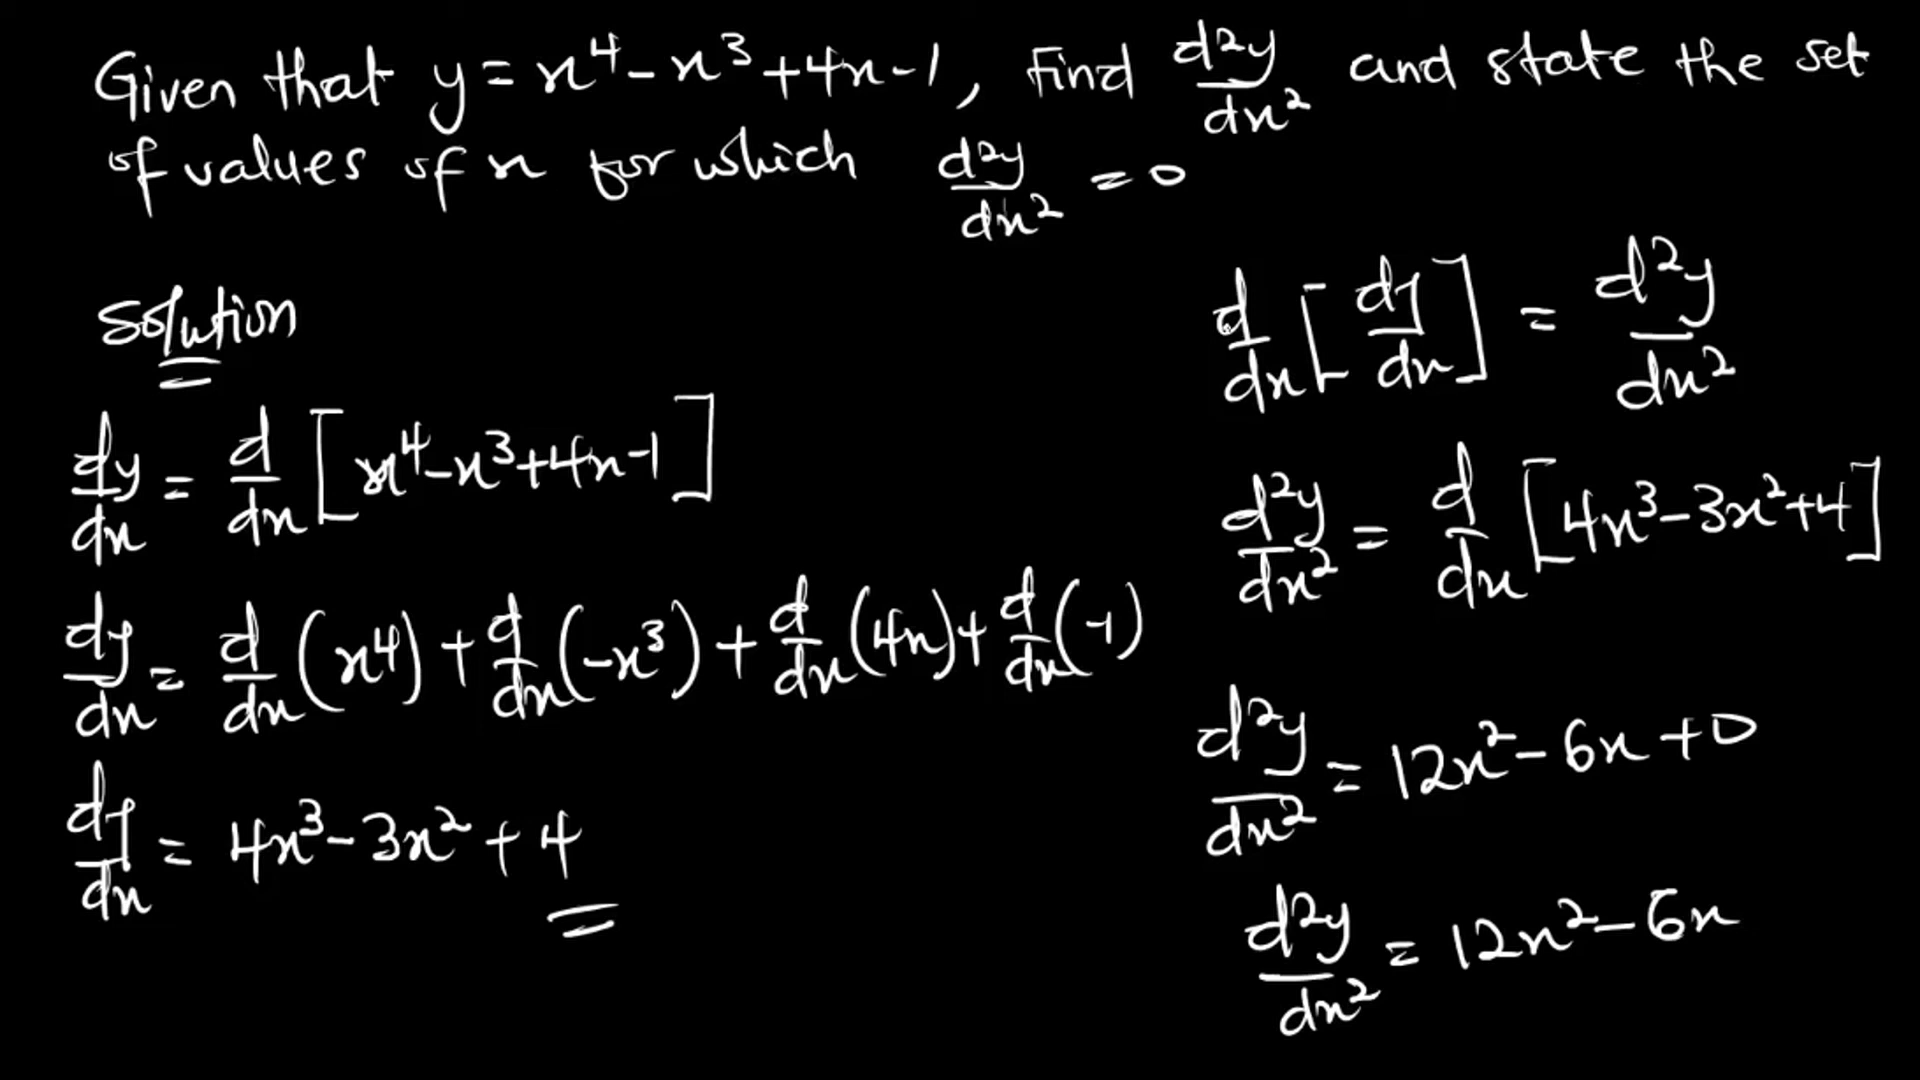 Given that y = x⁴ - x³ + 4x - 1, Find d²y/dx² and state the set
of values of x for which d²y/dx² = 0
Solution
dy/dx = d/dx [x⁴ - x³ + 4x - 1]
dy/dx = d/dx (x⁴) + d/dx (-x³) + d/dx (4x) + d/dx (-1)
dy/dx = 4x³ - 3x² + 4
d/dx [dy/dx] = d²y/dx²
d²y/dx² = d/dx [4x³ - 3x² + 4]
d²y/dx² = 12x² - 6x + 0
d²y/dx² = 12x² - 6x